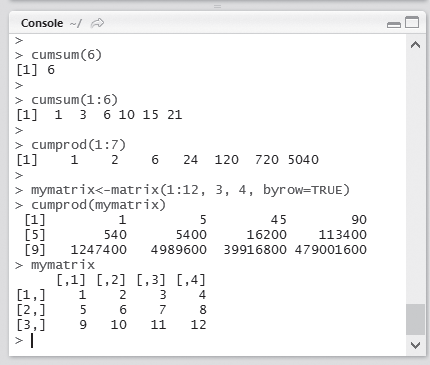 Console ~/
>
> cumsum(6)
[1] 6
>
> cumsum(1:6)
[1]  1  3  6 10 15 21
>
> cumprod(1:7)
[1]    1    2    6   24  120  720 5040
>
> mymatrix<-matrix(1:12, 3, 4, byrow=TRUE)
> cumprod(mymatrix)
 [1]         1         5        45        90
 [5]       540      5400     16200    113400
 [9]   1247400   4989600  39916800 479001600
> mymatrix
     [,1] [,2] [,3] [,4]
[1,]    1    2    3    4
[2,]    5    6    7    8
[3,]    9   10   11   12
>